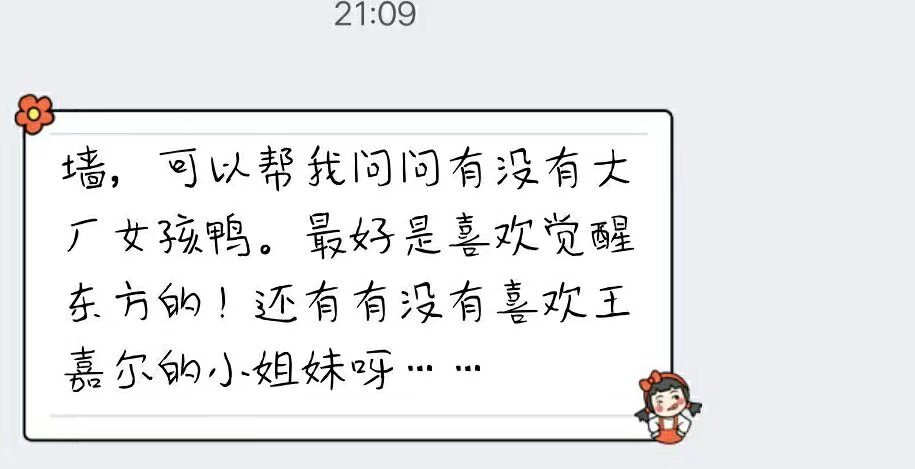 21:09
墙，可以帮我问问有没有大
厂女孩鸭。最好是喜欢觉醒
东方的！还有有没有喜欢王
嘉尔的小姐妹呀……